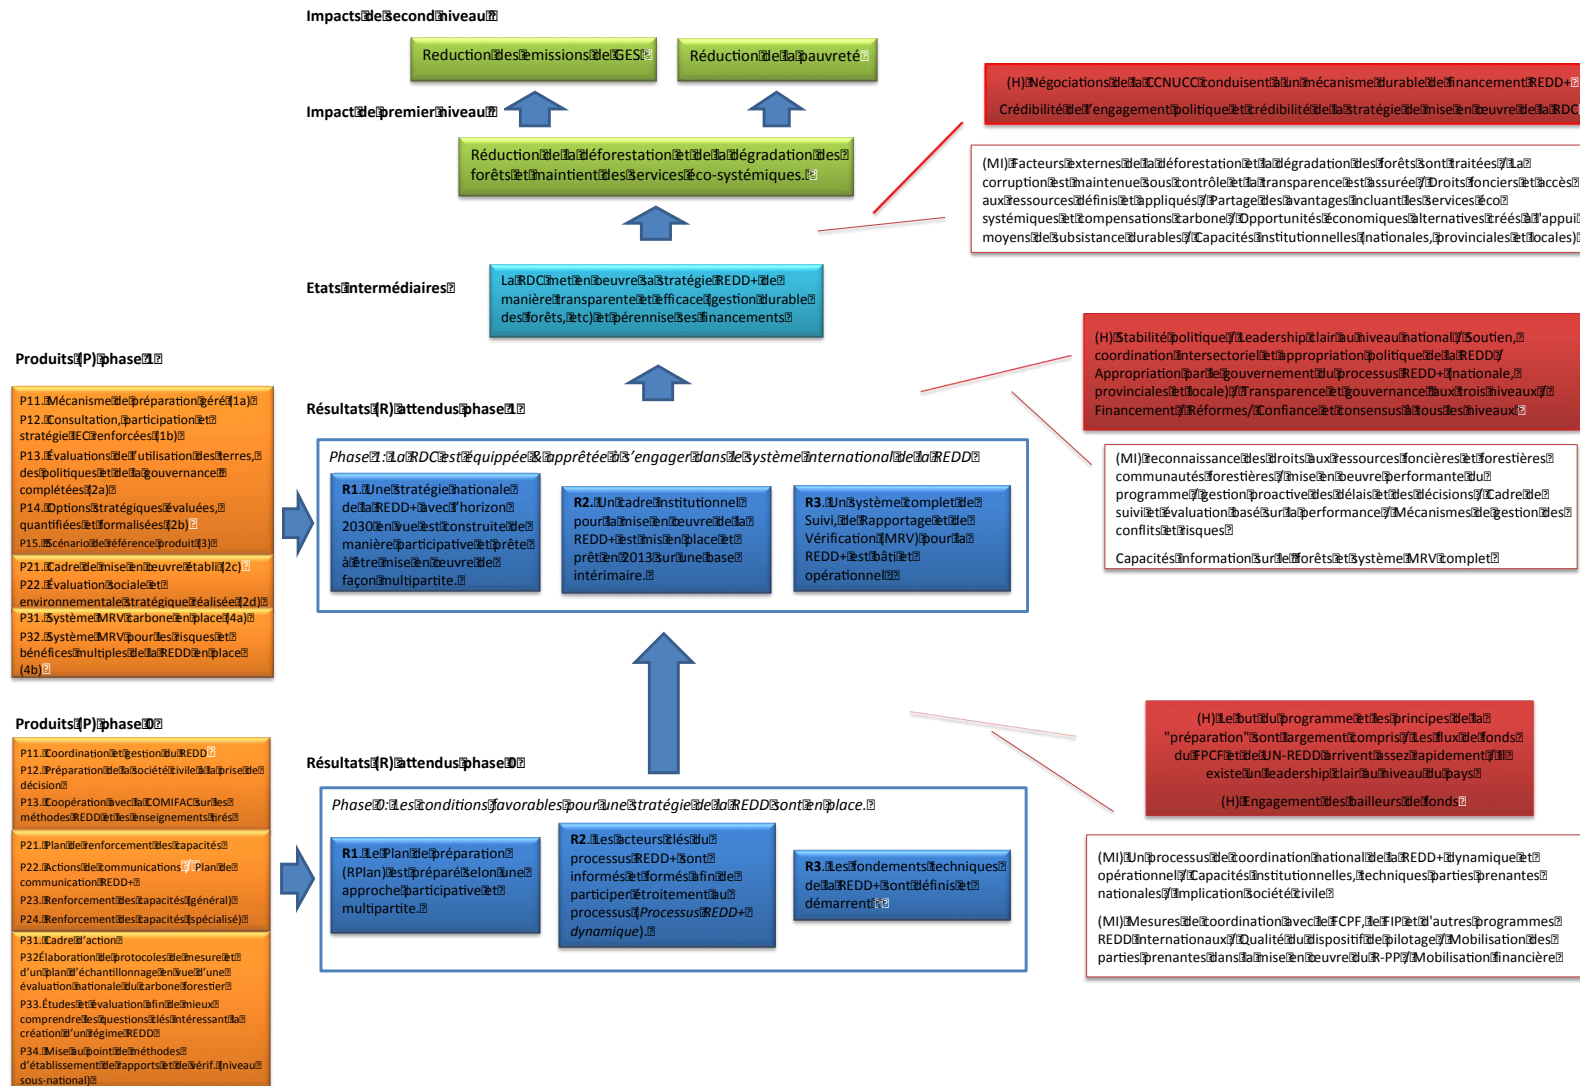 Impacts de second niveau
Reduction des emissions de GES
Réduction de la pauvreté
Impact de premier niveau
Réduction de la déforestation et de la dégradation des
forêts et maintient des services éco-systémiques.
(H) Négociations de la CCNUCC conduisent à un mécanisme durable de financement REDD+
Crédibilité de l'engagement politique et crédibilité de la stratégie de mise en œuvre de la RDC
(MI) Facteurs externes de la déforestation et la dégradation des forêts sont traitées / La
corruption est maintenue sous contrôle et la transparence est assurée / Droits fonciers et accès
aux ressources définis et appliqués / Partage des avantages incluant les services éco
systémiques et compensations carbone / Opportunités économiques alternatives créés à l'appui
moyens de subsistance durables / Capacités institutionnelles (nationales, provinciales et locales)
Etats intermédiaires
La RDC met en oeuvre sa stratégie REDD+ de
manière transparente et efficace (gestion durable
des forêts, etc) et pérennise ses financements
(H) Stabilité politique / Leadership clair au niveau national / Soutien,
coordination intersectoriel et appropriation politique de la REDD /
Appropriation par le gouvernement du processus REDD+ (nationale,
provinciales et locale) / Transparence et gouvernance aux trois niveaux /
Financement / Réformes / Confiance et consensus à tous les niveaux
(MI) reconnaissance des droits aux ressources foncières et forestières
communautés forestières / mise en oeuvre performante du
programme / gestion proactive des délais et des décisions / Cadre de
suivi et évaluation basé sur la performance / Mécanismes de gestion des
conflits et risques
Capacités Information sur le forêts et système MRV complet
Produits (P) phase 1
P11. Mécanisme de préparation géré (1a)
P12. Consultation, participation et
stratégie IEC renforcées (1b)
P13. Évaluations de l'utilisation des terres,
des politiques et de la gouvernance
complétées (2a)
P14. Options stratégiques évaluées,
quantifiées et formalisées (2b)
P15. Scénario de référence produit (3)
P21. Cadre de mise en œuvre établi (2c)
P22. Évaluation sociale et
environnementale stratégique réalisée (2d)
P31. Système MRV carbone en place (4a)
P32. Système MRV pour les risques et
bénéfices multiples de la REDD en place
(4b)
Résultats (R) attendus phase 1
Phase 1: La RDC est équippée & apprêtée à s'engager dans le système international de la REDD
R1. Une stratégie nationale
de la REDD+ avec l'horizon
2030 en vue est construite de
manière participative et prête
à être mise en œuvre de
façon multipartite.
R2. Un cadre institutionnel
pour la mise en œuvre de la
REDD+ est mis en place et
prêt en 2013 sur une base
intérimaire.
R3. Un système complet de
Suivi, de Rapportage et de
Vérification (MRV) pour la
REDD+ est bâti et
opérationnel
Produits (P) phase 0
P11. Coordination et gestion du REDD
P12. Préparation de la société civile à la prise de
décision
P13. Coopération avec la COMIFAC sur les
méthodes REDD et les enseignements tirés
P21. Plan de renforcement des capacités
P22. Actions de communications / Plan de
communication REDD+
P23. Renforcement des capacités (général)
P24. Renforcement des capacités (spécialisé)
P31. Cadre d'action
P32 Élaboration de protocoles de mesure et
d'un plan d'échantillonnage en vue d'une
évaluation nationale du carbone forestier
P33. Études et évaluation afin de mieux
comprendre les questions clés intéressant la
création d'un régime REDD
P34. Mise au point de méthodes
d'établissement de rapports et de vérif. (niveau
sous-national)
Résultats (R) attendus phase 0
Phase 0: Les conditions favorables pour une stratégie de la REDD sont en place.
R1. Le Plan de préparation
(RPlan) est préparé selon une
approche participative et
multipartite.
R2. Les acteurs clés du
processus REDD+ sont
informés et formés afin de
participer étroitement au
processus (Processus REDD+
dynamique).
R3. Les fondements techniques
de la REDD+ sont définis et
démarrent
(H) Le but du programme et les principes de la
"préparation" sont largement compris / Les flux de fonds
du FPCF et de UN-REDD arrivent assez rapidement / Il
existe un leadership clair au niveau du pays
(H) Engagement des bailleurs de fonds
(MI) Un processus de coordination national de la REDD+ dynamique et
opérationnel / Capacités institutionnelles, techniques parties prenantes
nationales / Implication société civile
(MI) Mesures de coordination avec le FCPF, le FIP et d'autres programmes
REDD internationaux / Qualité du dispositif de pilotage / Mobilisation des
parties prenantes dans la mise en œuvre du R-PP / Mobilisation financière